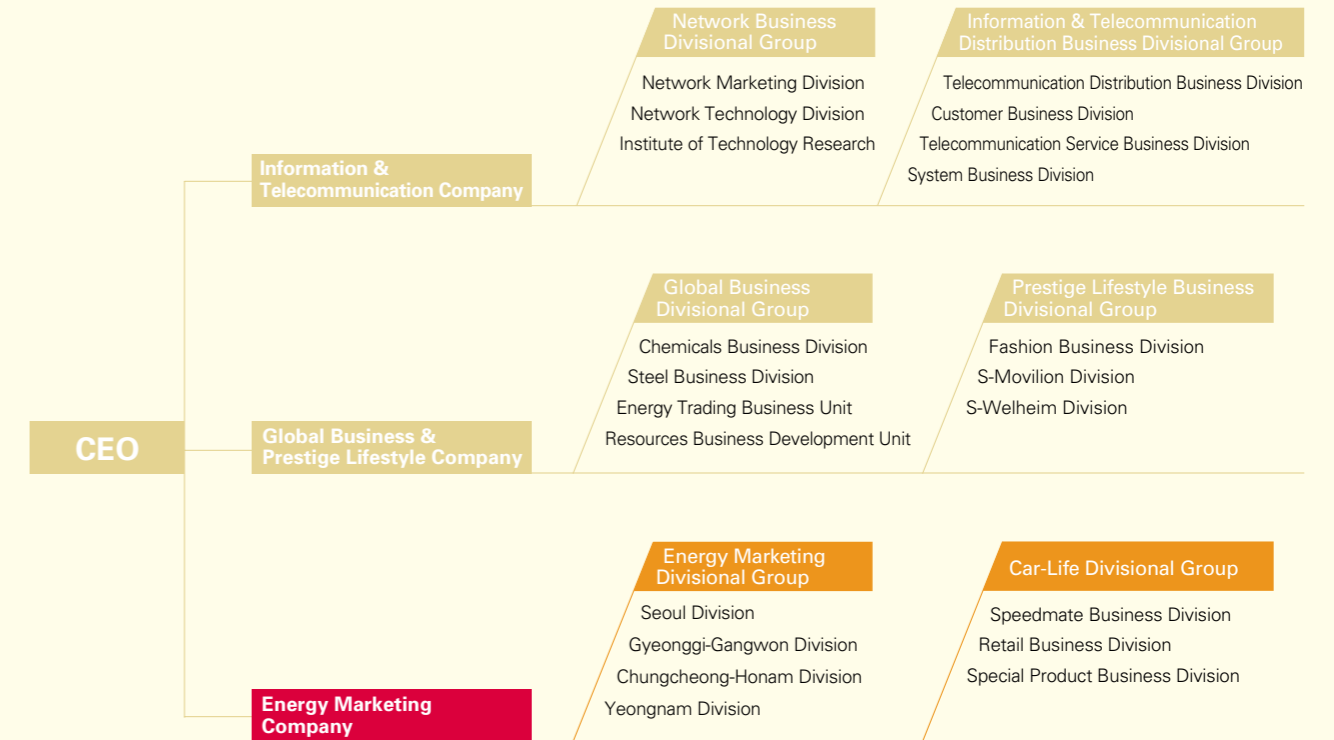 Network Business
Divisional Group
Network Marketing Division
Network Technology Division
Institute of Technology Research
Information & Telecommunication
Distribution Business Divisional Group
Telecommunication Distribution Business Division
Customer Business Division
Telecommunication Service Business Division
System Business Division
Information &
Telecommunication Company
Global Business
Divisional Group
Chemicals Business Division
Steel Business Division
Energy Trading Business Unit
Resources Business Development Unit
Prestige Lifestyle Business
Divisional Group
Fashion Business Division
S-Movilion Division
S-Welheim Division
CEO
Global Business &
Prestige Lifestyle Company
Energy Marketing
Divisional Group
Seoul Division
Gyeonggi-Gangwon Division
Chungcheong-Honam Division
Yeongnam Division
Car-Life Divisional Group
Speedmate Business Division
Retail Business Division
Special Product Business Division
Energy Marketing
Company